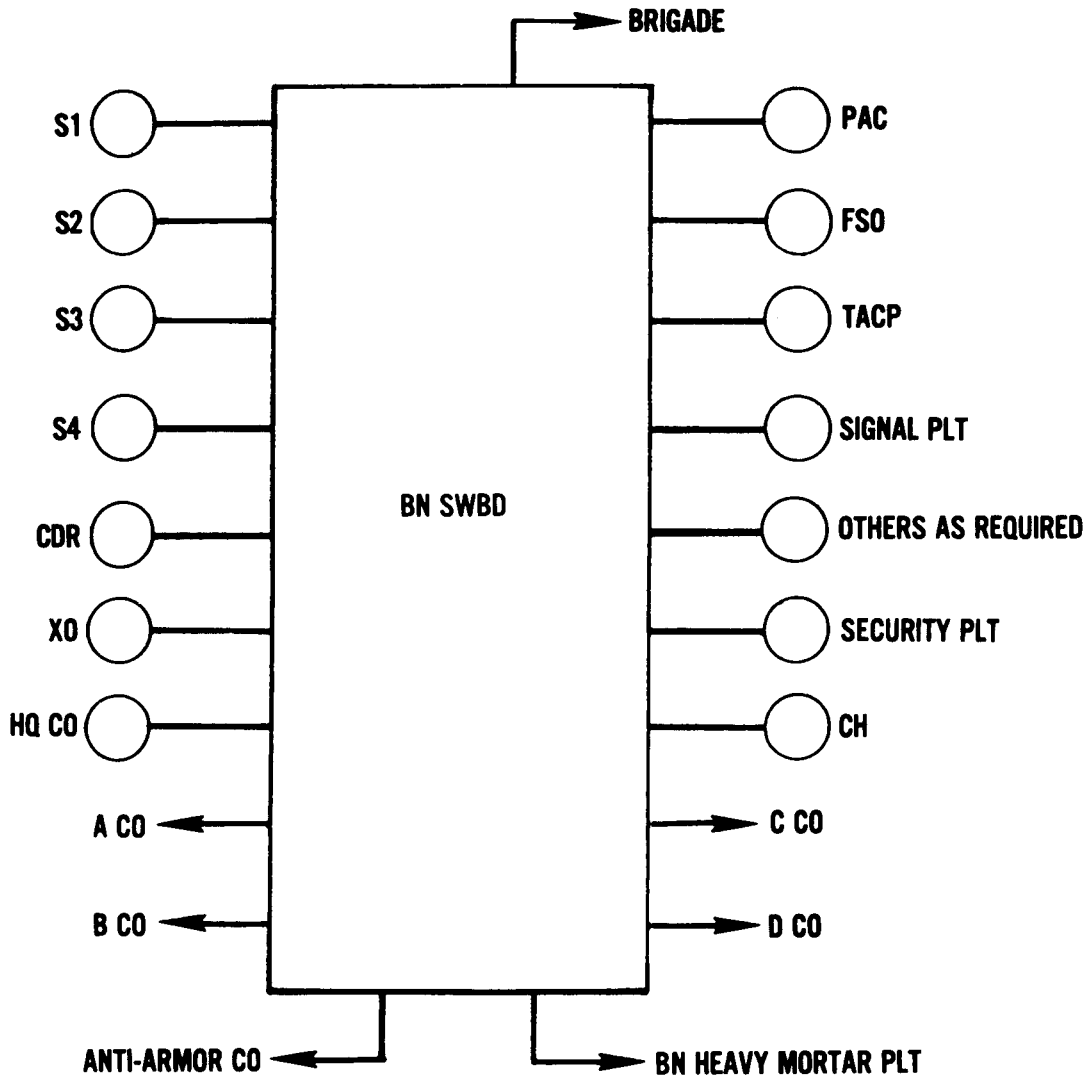 BRIGADE
S1
PAC
S2
FSO
S3
TACP
S4
SIGNAL PLT
BN SWBD
CDR
OTHERS AS REQUIRED
XO
SECURITY PLT
HQ CO
CH
A CO
C CO
B CO
D CO
ANTI-ARMOR CO
BN HEAVY MORTAR PLT